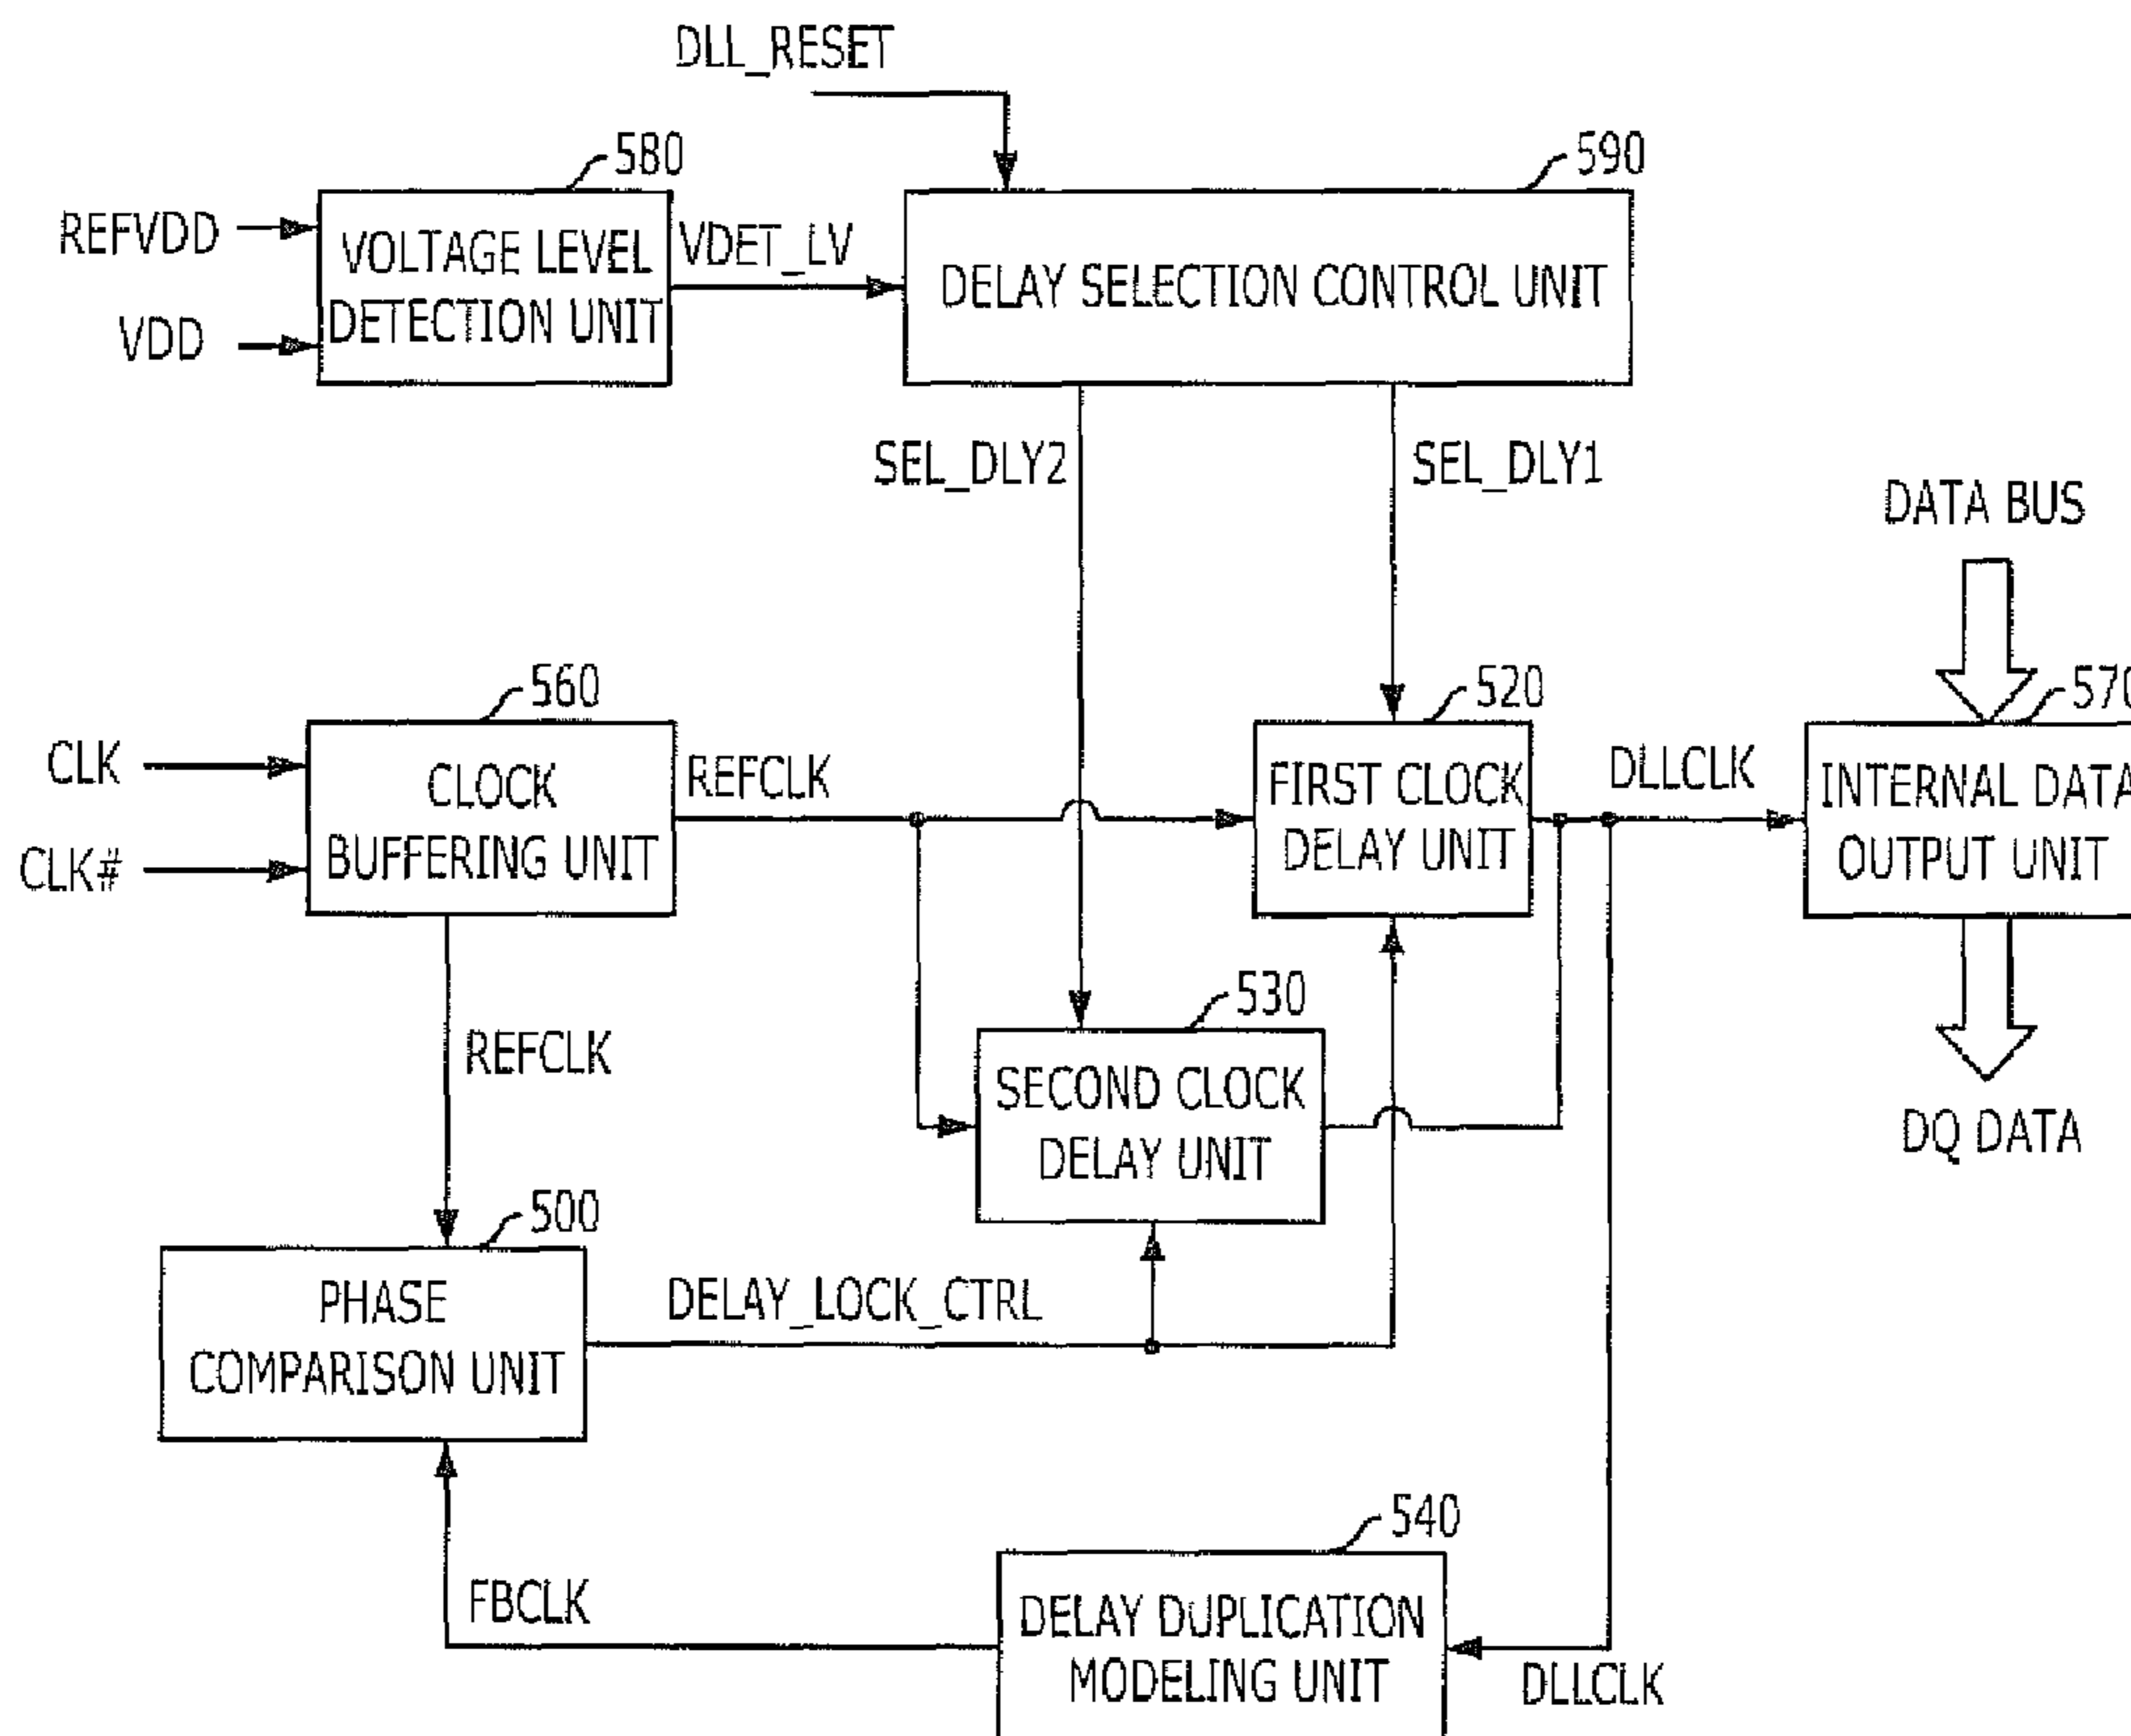 DLL_RESET
580
590
REFVDD
VDD
VOLTAGE LEVEL
DETECTION UNIT
VDET_LV
DELAY SELECTION CONTROL UNIT
SEL_DLY2
SEL_DLY1
DATA BUS
560
520
570
CLK
CLK#
CLOCK
BUFFERING UNIT
REFCLK
FIRST CLOCK
DELAY UNIT
DLLCLK
INTERNAL DATA
OUTPUT UNIT
530
REFCLK
SECOND CLOCK
DELAY UNIT
DQ DATA
500
PHASE
COMPARISON UNIT
DELAY_LOCK_CTRL
540
FBCLK
DELAY DUPLICATION
MODELING UNIT
DLLCLK